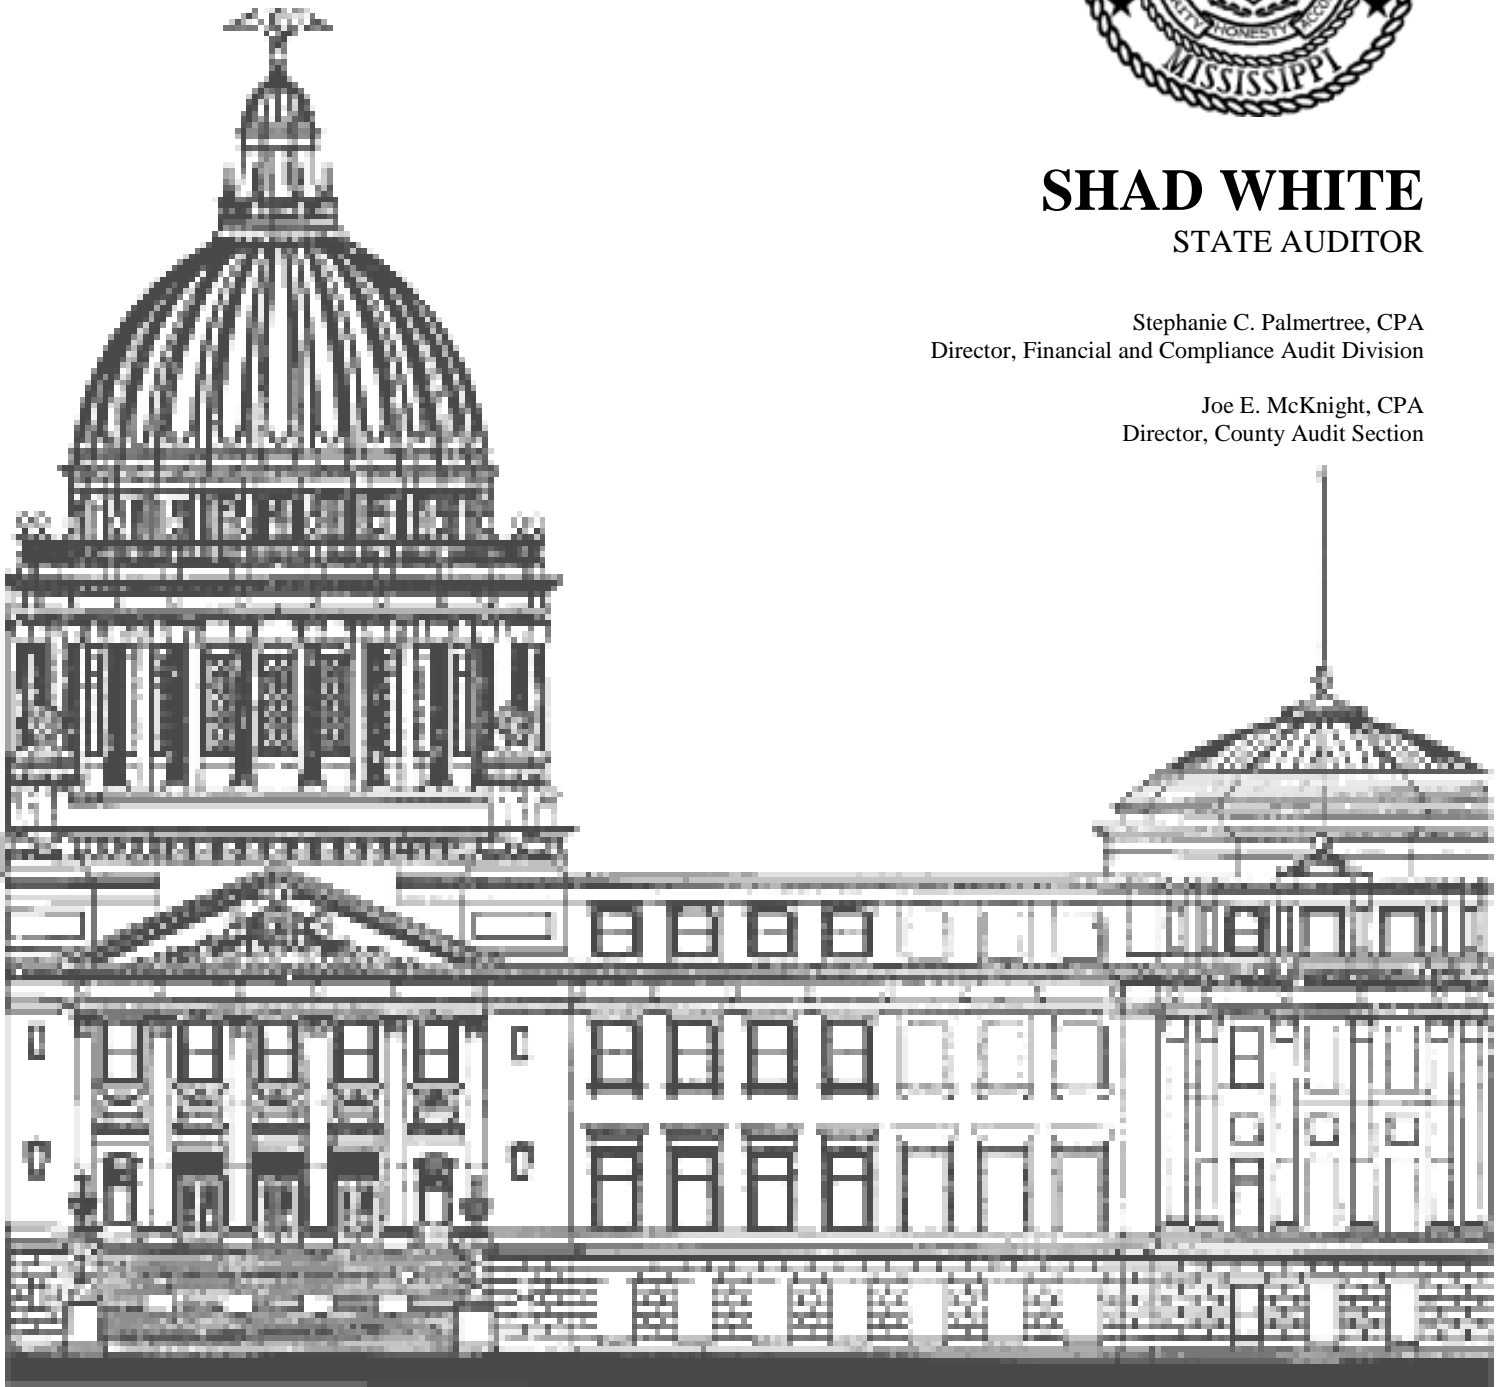 HONESTY
MISSISSIPPI
SHAD WHITE
STATE AUDITOR
Stephanie C. Palmertree, CPA
Director, Financial and Compliance Audit Division
Joe E. McKnight, CPA
Director, County Audit Section